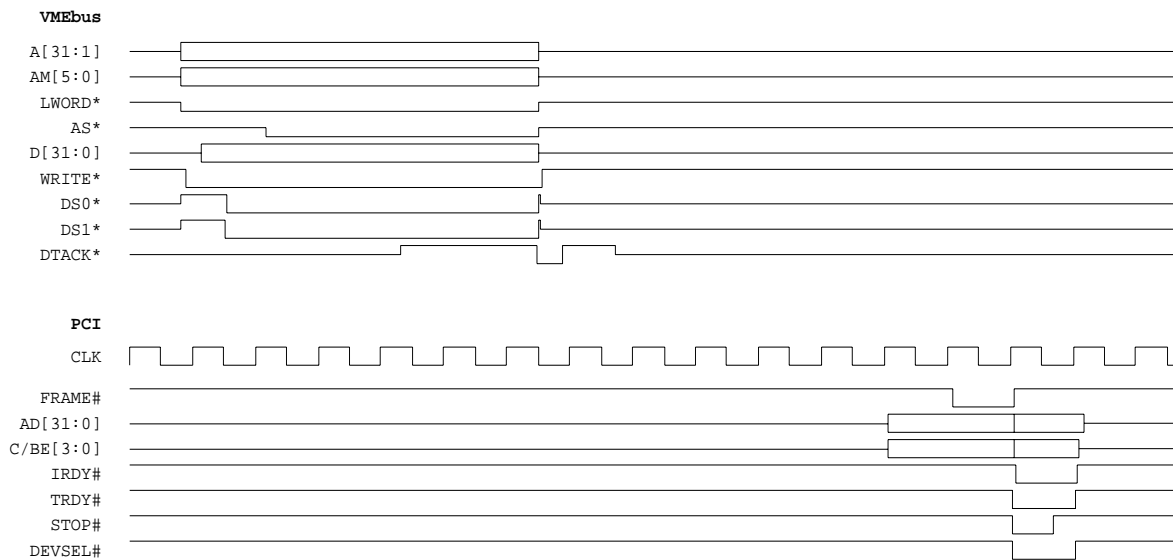 VMEbus
A[31:1]
AM[5:0]
LWORD*
AS*
D[31:0]
WRITE*
DS0*
DS1*
DTACK*
PCI
CLK
FRAME#
AD[31:0]
C/BE[3:0]
IRDY#
TRDY#
STOP#
DEVSEL#